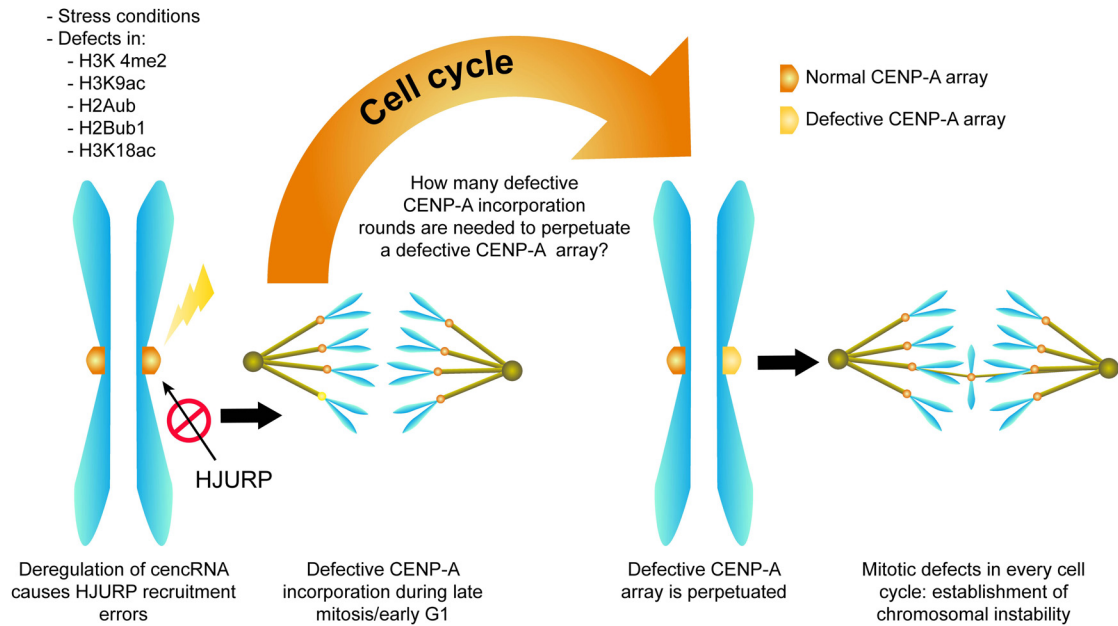 - Stress conditions
- Defects in:
- H3K 4me2
- H3K9ac
- H2Aub
- H2Bub1
- H3K18ac
Cell cycle
Normal CENP-A array
Defective CENP-A array
How many defective
CENP-A incorporation
rounds are needed to perpetuate
a defective CENP-A array?
HJURP
Deregulation of cencRNA
causes HJURP recruitment
errors
Defective CENP-A
incorporation during late
mitosis/early G1
Defective CENP-A
array is perpetuated
Mitotic defects in every cell
cycle: establishment of
chromosomal instability